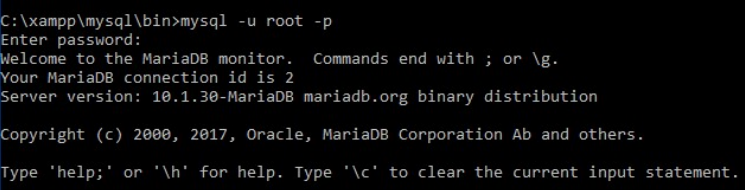 C:\xampp\mysql\bin>mysql -u root -p
Enter password:
Welcome to the MariaDB monitor.  Commands end with ; or \g.
Your MariaDB connection id is 2
Server version: 10.1.30-MariaDB mariadb.org binary distribution

Copyright (c) 2000, 2017, Oracle, MariaDB Corporation Ab and others.

Type 'help;' or '\h' for help. Type '\c' to clear the current input statement.